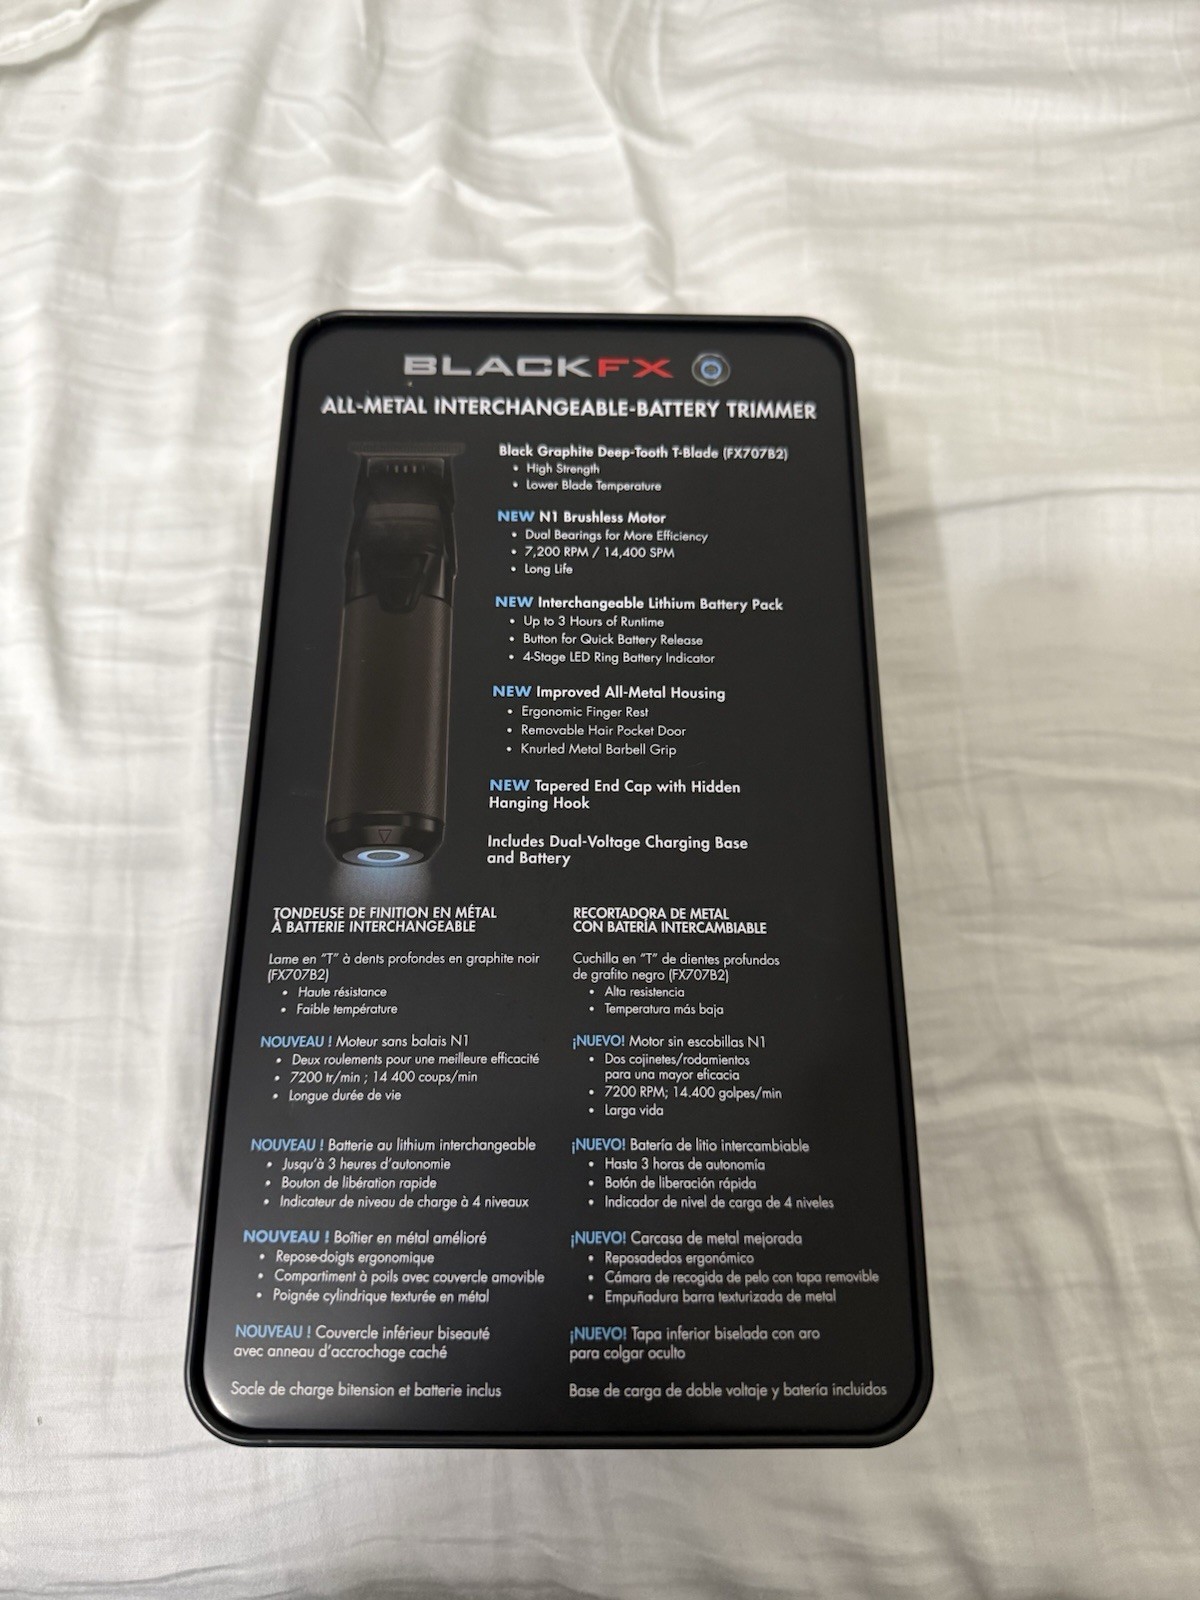 BLACKFX
ALL-METAL INTERCHANGEABLE-BATTERY TRIMMER
Black Graphite Deep-Tooth T-Blade (FX707B2)
• High Strength
• Lower Blade Temperature
NEW N1 Brushless Motor
• Dual Bearings for More Efficiency
• 7,200 RPM / 14,400 SPM
• Long Life
NEW Interchangeable Lithium Battery Pack
• Up to 3 Hours of Runtime
• Button for Quick Battery Release
• 4-Stage LED Ring Battery Indicator
NEW Improved All-Metal Housing
• Ergonomic Finger Rest
• Removable Hair Pocket Door
• Knurled Metal Barbell Grip
NEW Tapered End Cap with Hidden
Hanging Hook
Includes Dual-Voltage Charging Base
and Battery
TONDEUSE DE FINITION EN MÉTAL
À BATTERIE INTERCHANGEABLE
Lame en "T" à dents profondes en graphite noir
(FX707B2)
• Haute résistance
• Faible température
NOUVEAU ! Moteur sans balais N1
• Deux roulements pour une meilleure efficacité
• 7200 tr/min ; 14 400 coups/min
• Longue durée de vie
NOUVEAU ! Batterie au lithium interchangeable
• Jusqu'à 3 heures d'autonomie
• Bouton de libération rapide
• Indicateur de niveau de charge à 4 niveaux
NOUVEAU ! Boîtier en métal amélioré
• Repose-doigts ergonomique
• Compartiment à poils avec couvercle amovible
• Poignée cylindrique texturée en métal
NOUVEAU ! Couvercle inférieur biseauté
avec anneau d'accrochage caché
Socle de charge bitension et batterie inclus
RECORTADORA DE METAL
CON BATERÍA INTERCAMBIABLE
Cuchilla en "T" de dientes profundos
de grafito negro (FX707B2)
• Alta resistencia
• Temperatura más baja
¡NUEVO! Motor sin escobillas N1
• Dos cojinetes/rodamientos
para una mayor eficacia
• 7200 RPM; 14.400 golpes/min
• Larga vida
¡NUEVO! Batería de litio intercambiable
• Hasta 3 horas de autonomía
• Botón de liberación rápida
• Indicador de nivel de carga de 4 niveles
¡NUEVO! Carcasa de metal mejorada
• Reposadedos ergonómico
• Cámara de recogida de pelo con tapa removible
• Empuñadura barra texturizada de metal
¡NUEVO! Tapa inferior biselada con aro
para colgar oculto
Base de carga de doble voltaje y batería incluidos